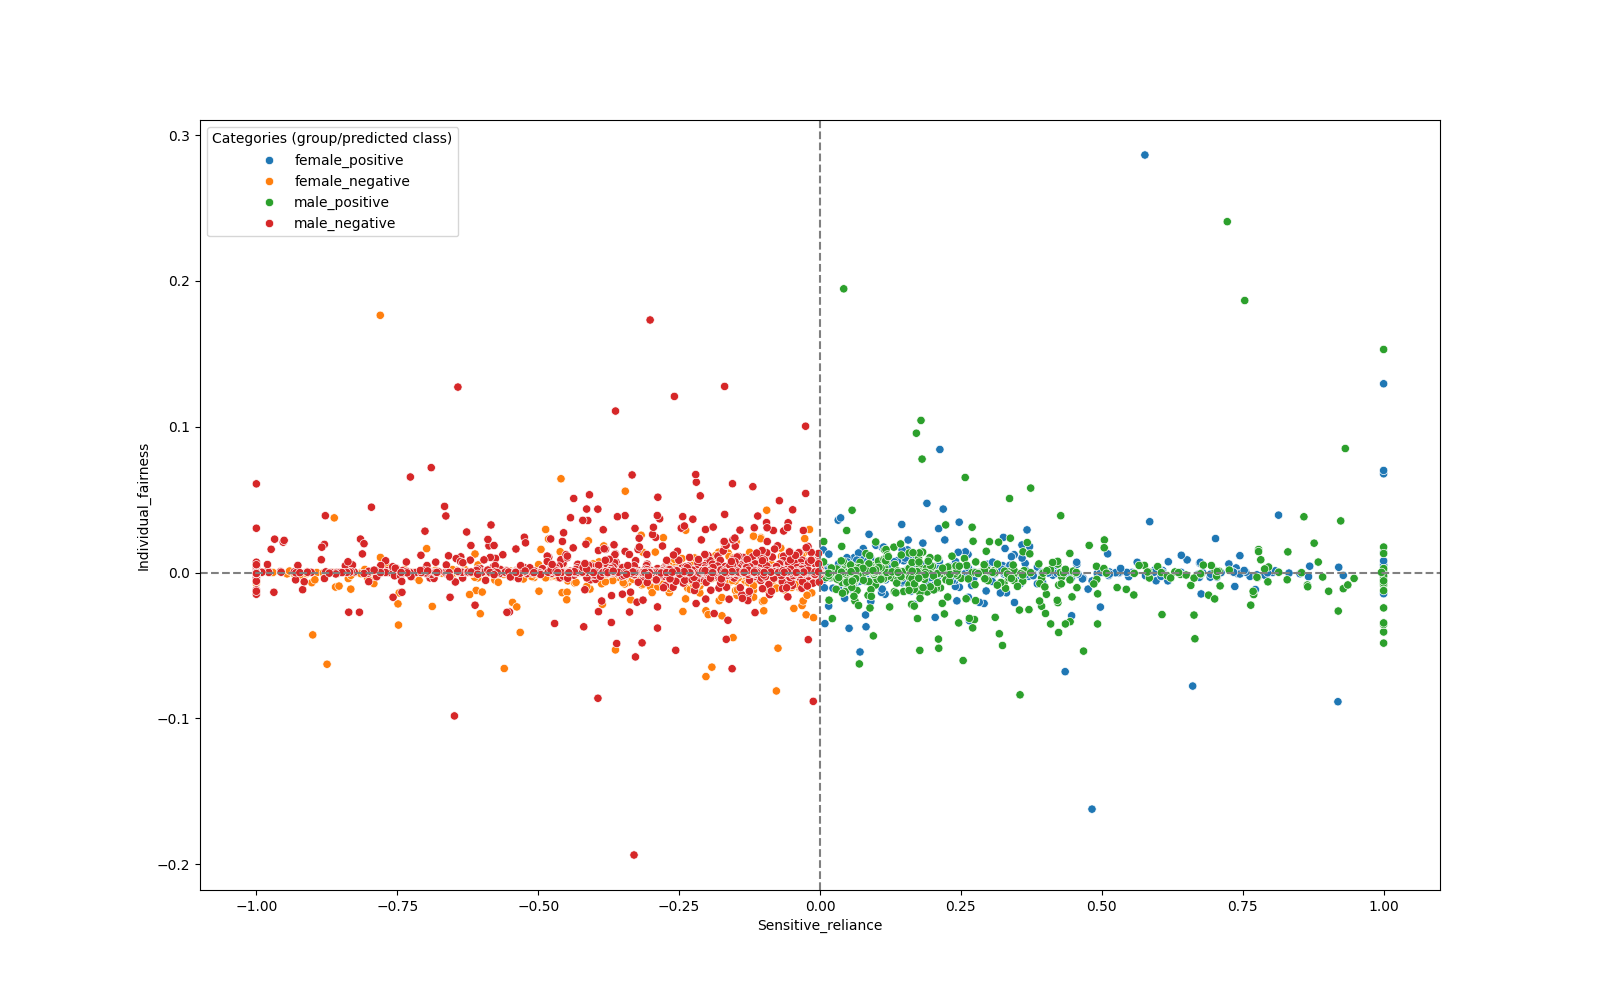 Categories (group/predicted class)
female_positive
female_negative
male_positive
male_negative
0.3
0.2
0.1
0.0
−0.1
−0.2
Individual_fairness
−1.00
−0.75
−0.50
−0.25
0.00
0.25
0.50
0.75
1.00
Sensitive_reliance